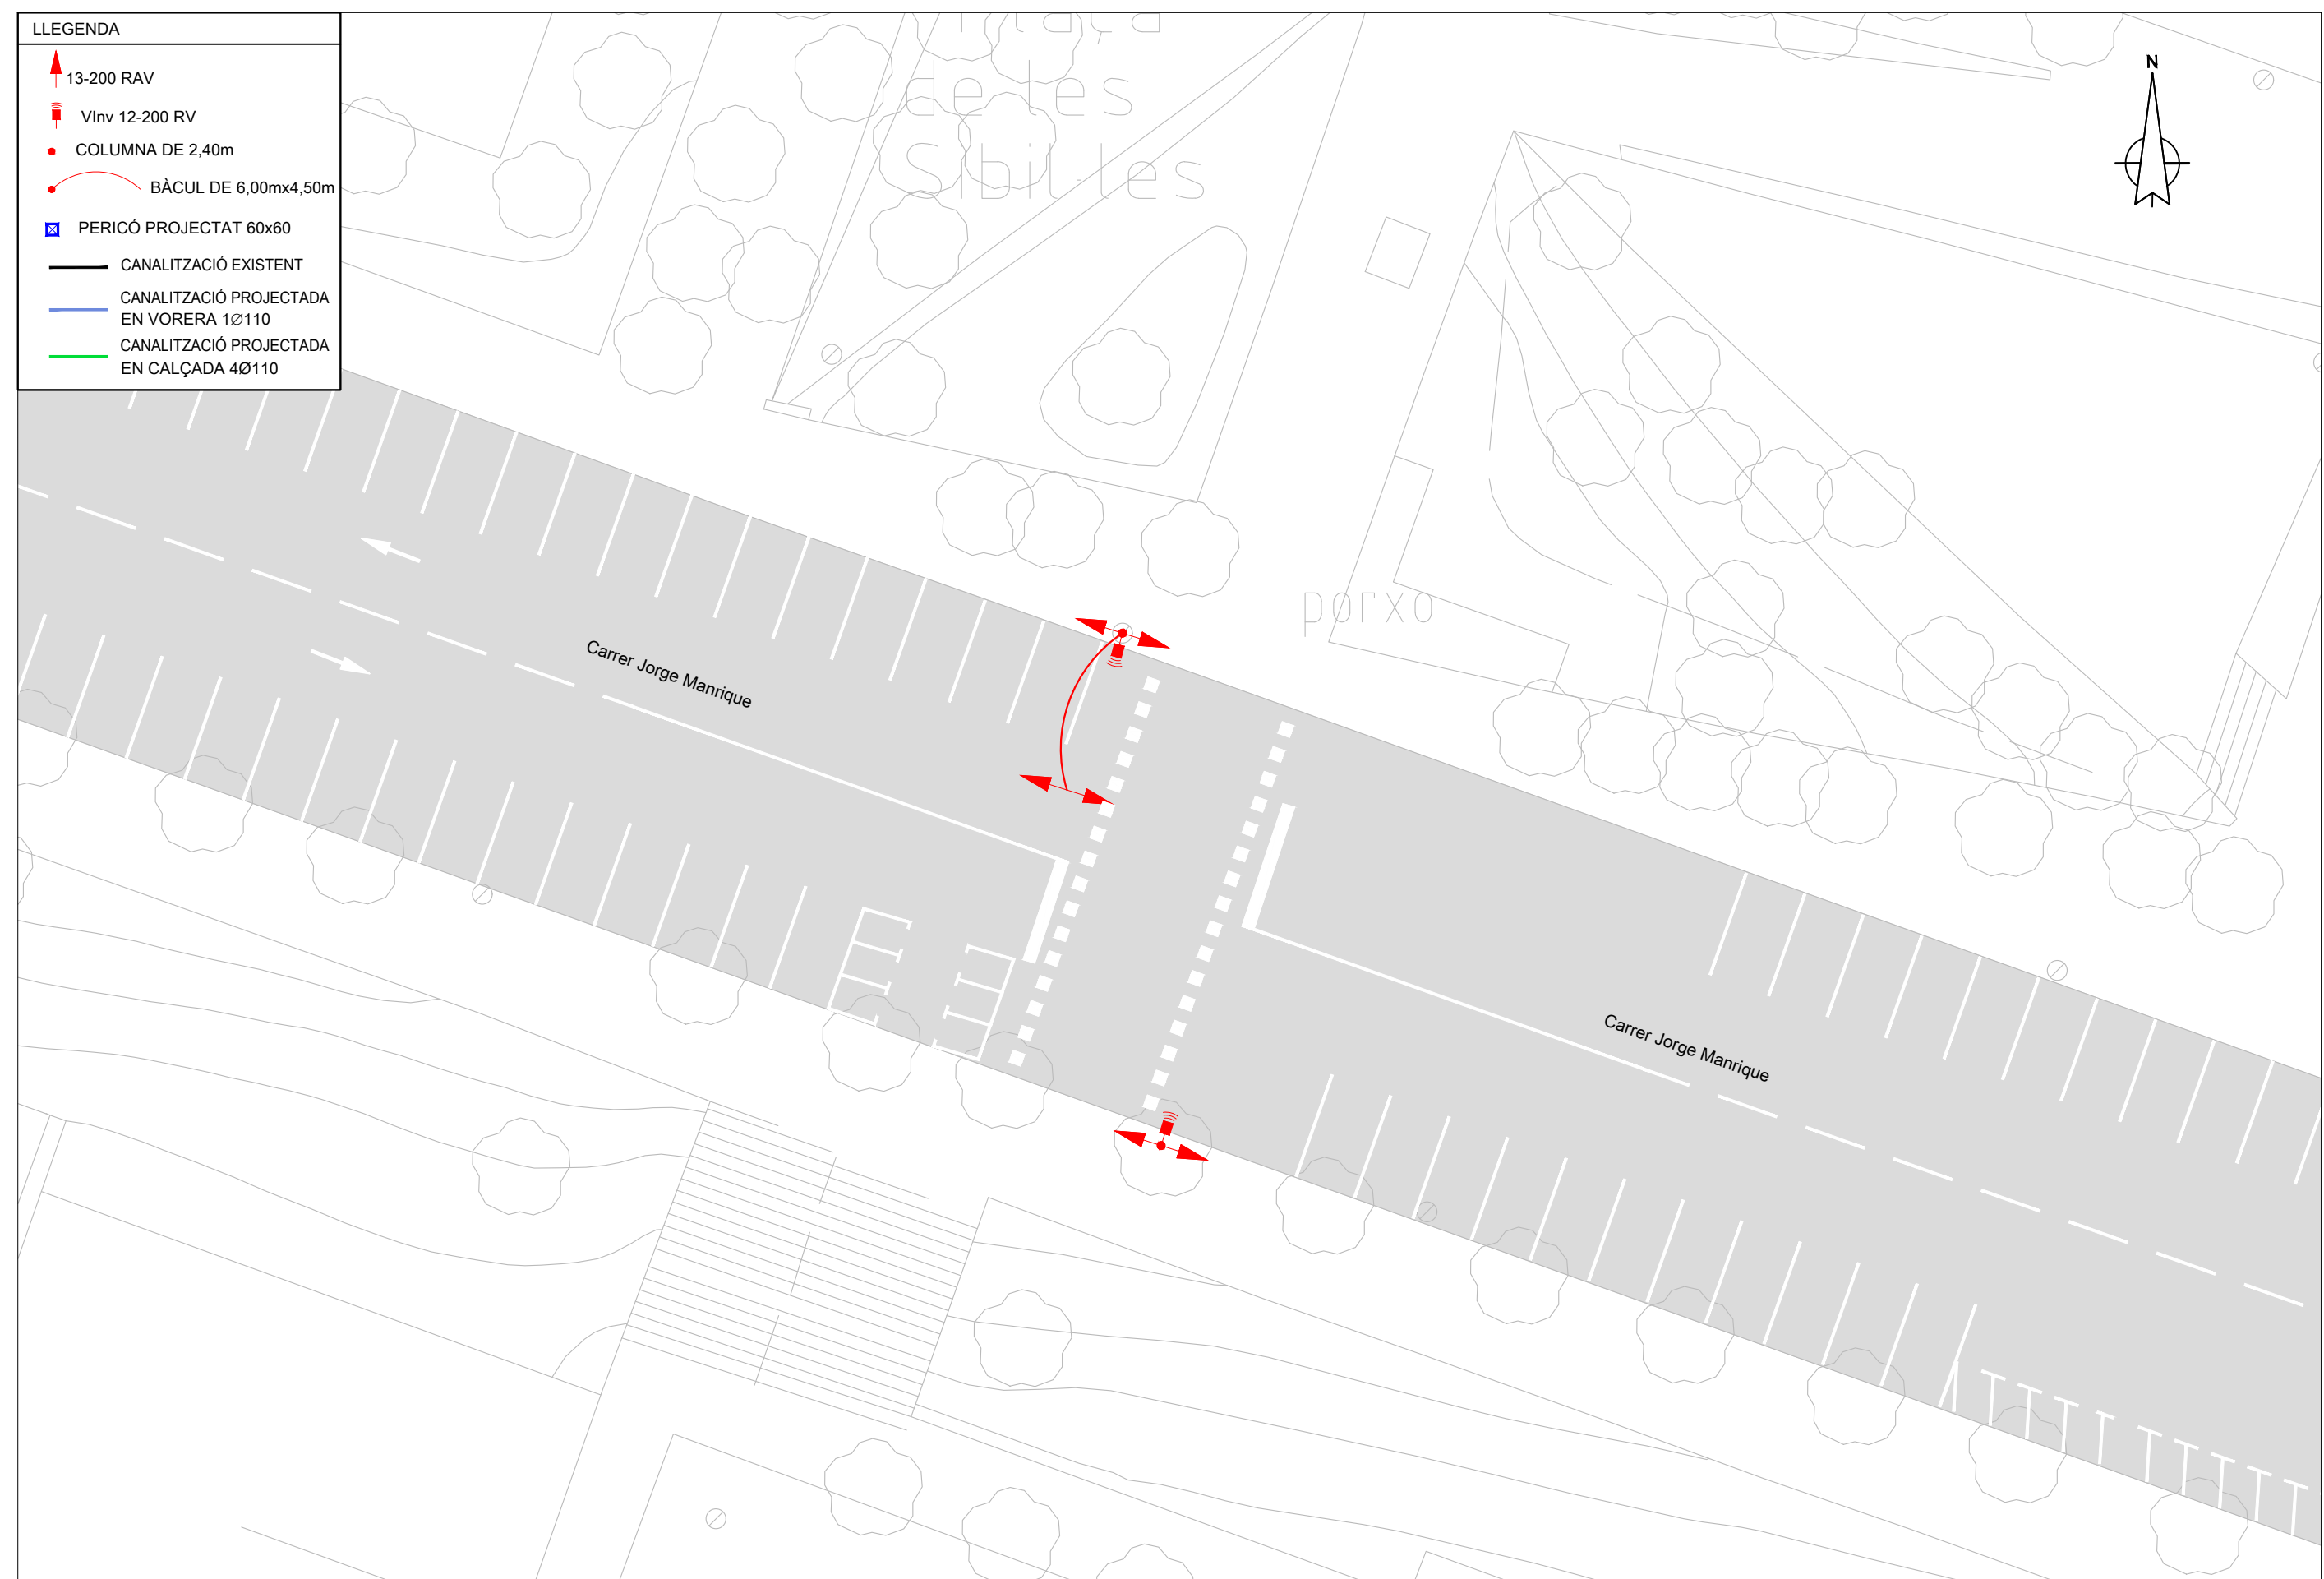 LLEGENDA
13-200 RAV
VInv 12-200 RV
COLUMNA DE 2,40m
BÀCUL DE 6,00mx4,50m
PERICÓ PROJECTAT 60x60
CANALITZACIÓ EXISTENT
CANALITZACIÓ PROJECTADA
EN VORERA 1∅110
CANALITZACIÓ PROJECTADA
EN CALÇADA 4Ø110
de les
Sibil·les
N
porxo
Carrer Jorge Manrique
Carrer Jorge Manrique